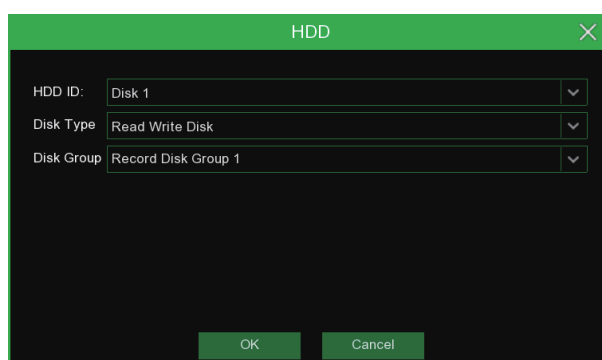 HDD
HDD ID: Disk 1
Disk Type Read Write Disk
Disk Group Record Disk Group 1
OK Cancel